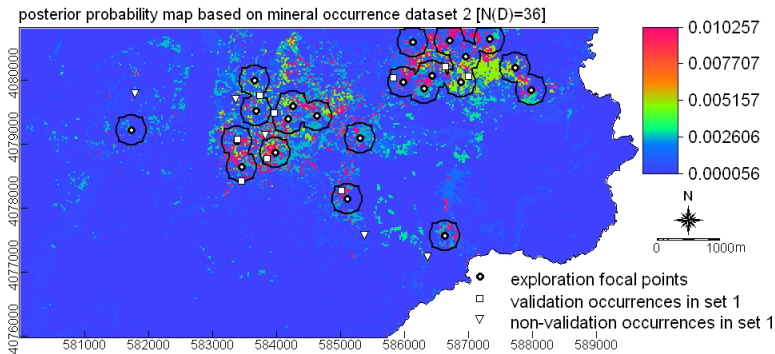 posterior probability map based on mineral occurrence dataset 2 [N(D)=36]
0.010257
0.007707
0.005157
0.002606
0.000056
4080000
4079000
4078000
4077000
4076000
N
0 1000m
exploration focal points
validation occurrences in set 1
non-validation occurrences in set 1
581000 582000 583000 584000 585000 586000 587000 588000 589000